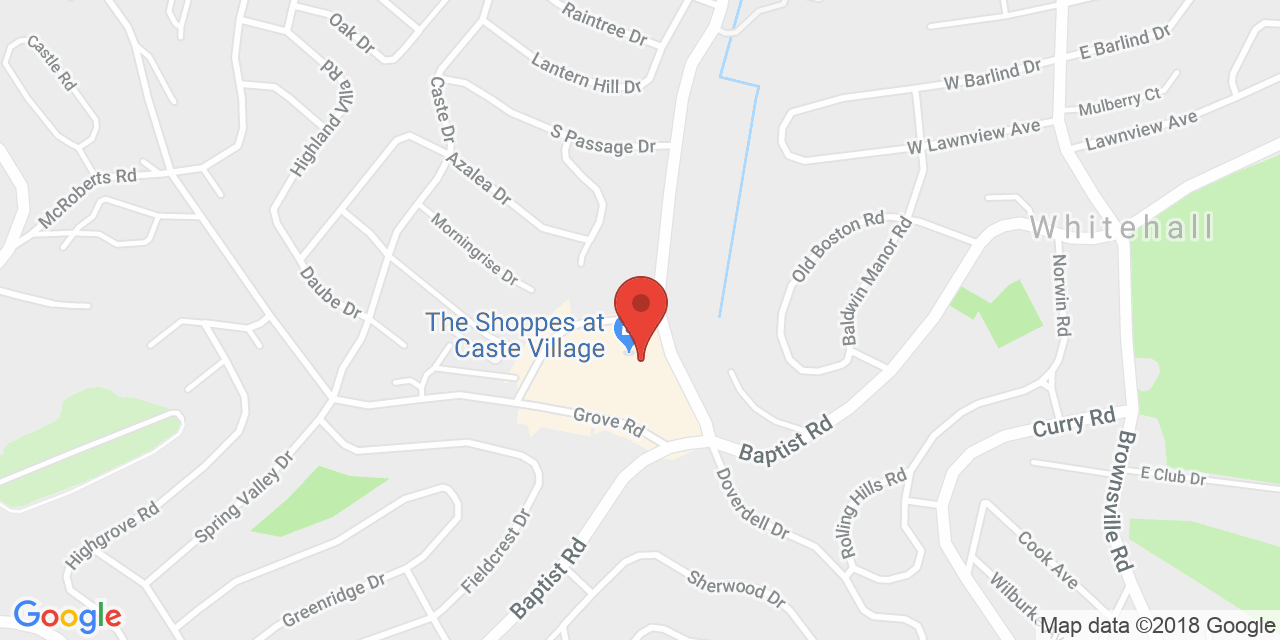 Raintree Dr
Oak Dr
Castle Rd
E Barlind Dr
Lantern Hill Dr
W Barlind Dr
Highland Villa Rd
Caste Dr
Mulberry Ct
S Passage Dr
W Lawnview Ave
Lawnview Ave
McRoberts Rd
Azalea Dr
Whitehall
Old Boston Rd
Baldwin Manor Rd
Morningrise Dr
Norwin Rd
Daube Dr
The Shoppes at
Caste Village
Grove Rd
Curry Rd
Baptist Rd
E Club Dr
Brownsville Rd
Doverdell Dr
Rolling Hills Rd
Spring Valley Dr
Highgrove Rd
Fieldcrest Dr
Cook Ave
Baptist Rd
Greenridge Dr
Sherwood Dr
Google
Map data ©2018 Google